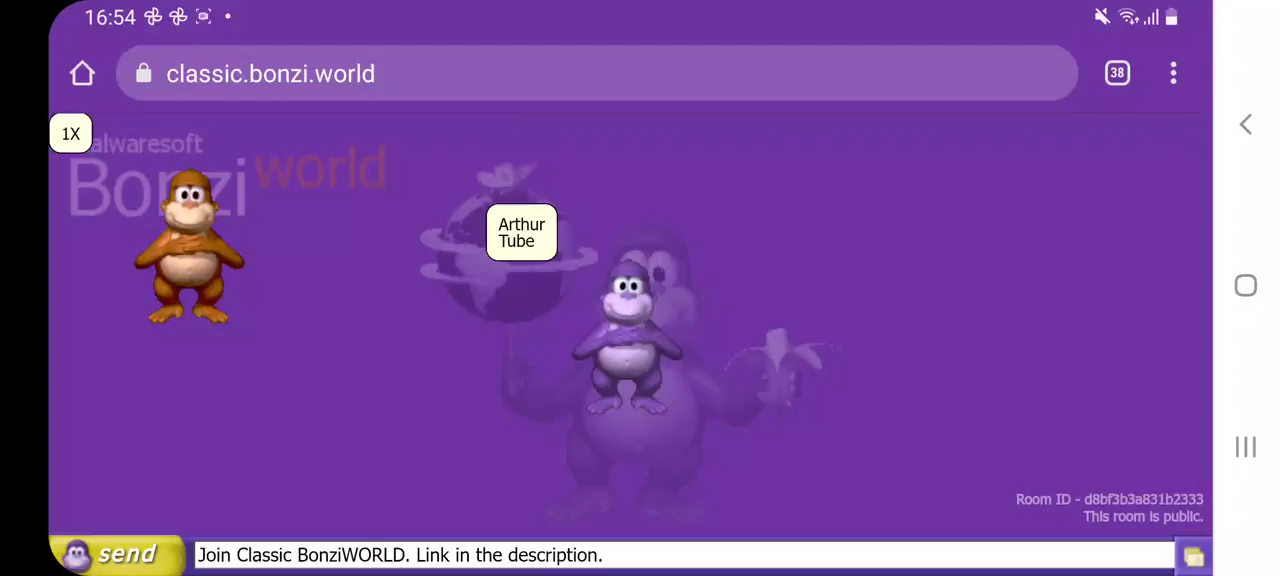 16:54
classic.bonzi.world
38
1X
alwaresoft
Bonzi world
Arthur
Tube
Room ID - d8bf3b3a831b2333
This room is public.
send
Join Classic BonziWORLD. Link in the description.